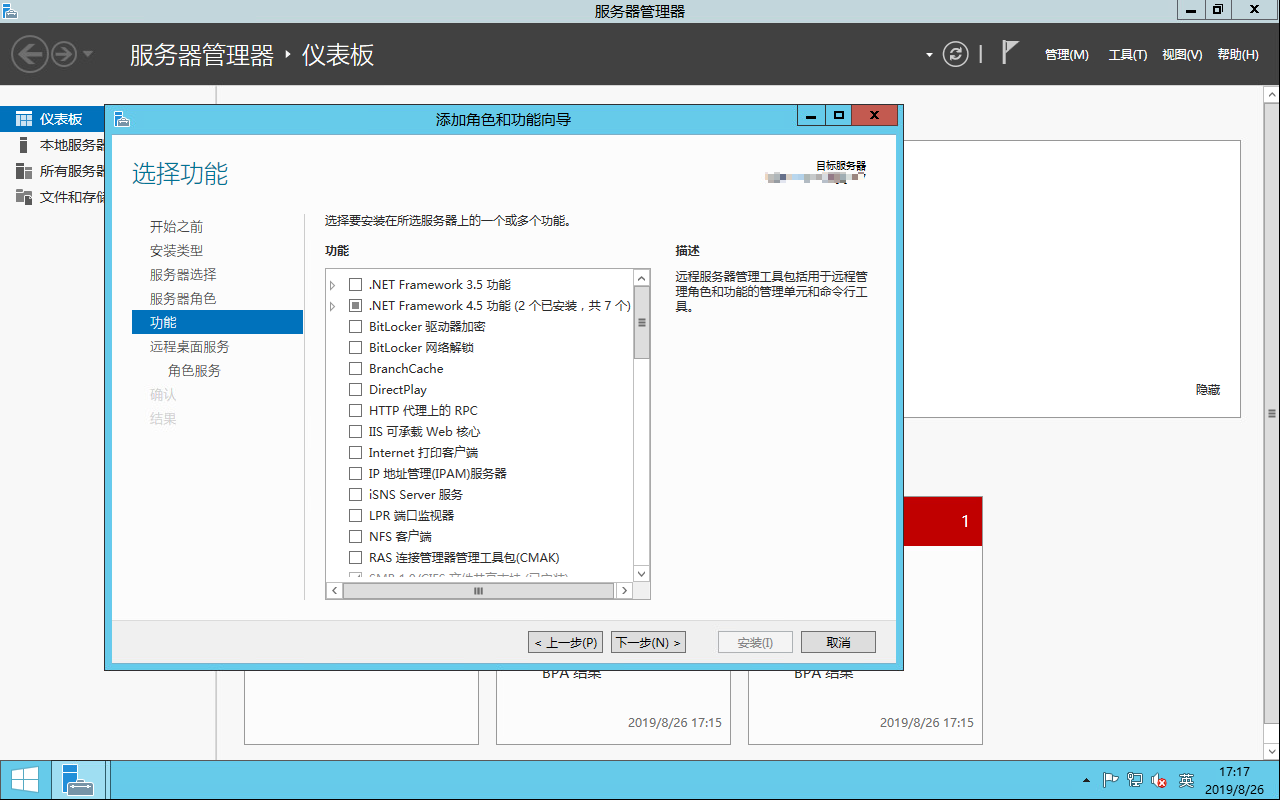 服务器管理器
服务器管理器 · 仪表板
管理(M) 工具(T) 视图(V) 帮助(H)
仪表板
本地服务器
所有服务器
文件和存储
添加角色和功能向导
选择功能
目标服务器
开始之前
安装类型
服务器选择
服务器角色
功能
远程桌面服务
角色服务
确认
结果
选择要安装在所选服务器上的一个或多个功能。
功能
.NET Framework 3.5 功能
.NET Framework 4.5 功能 (2 个已安装，共 7 个)
BitLocker 驱动器加密
BitLocker 网络解锁
BranchCache
DirectPlay
HTTP 代理上的 RPC
IIS 可承载 Web 核心
Internet 打印客户端
IP 地址管理(IPAM)服务器
iSNS Server 服务
LPR 端口监视器
NFS 客户端
RAS 连接管理器管理工具包(CMAK)
SMB 1.0/CIFS 文件共享支持 (已安装)
描述
远程服务器管理工具包括用于远程管
理角色和功能的管理单元和命令行工
具。
< 上一步(P) 下一步(N) > 安装(I) 取消
隐藏
1
BPA 结果
2019/8/26 17:15
BPA 结果
2019/8/26 17:15
英
17:17
2019/8/26